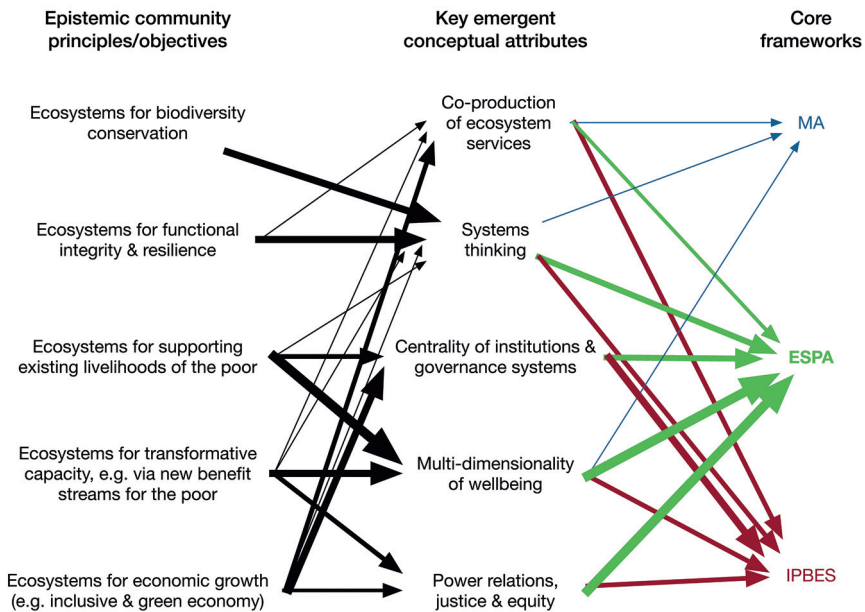 Epistemic community
principles/objectives
Key emergent
conceptual attributes
Core
frameworks
Ecosystems for biodiversity
conservation
Ecosystems for functional
integrity & resilience
Ecosystems for supporting
existing livelihoods of the poor
Ecosystems for transformative
capacity, e.g. via new benefit
streams for the poor
Ecosystems for economic growth
(e.g. inclusive & green economy)
Co-production
of ecosystem
services
Systems
thinking
Centrality of institutions &
governance systems
Multi-dimensionality
of wellbeing
Power relations,
justice & equity
MA
ESPA
IPBES